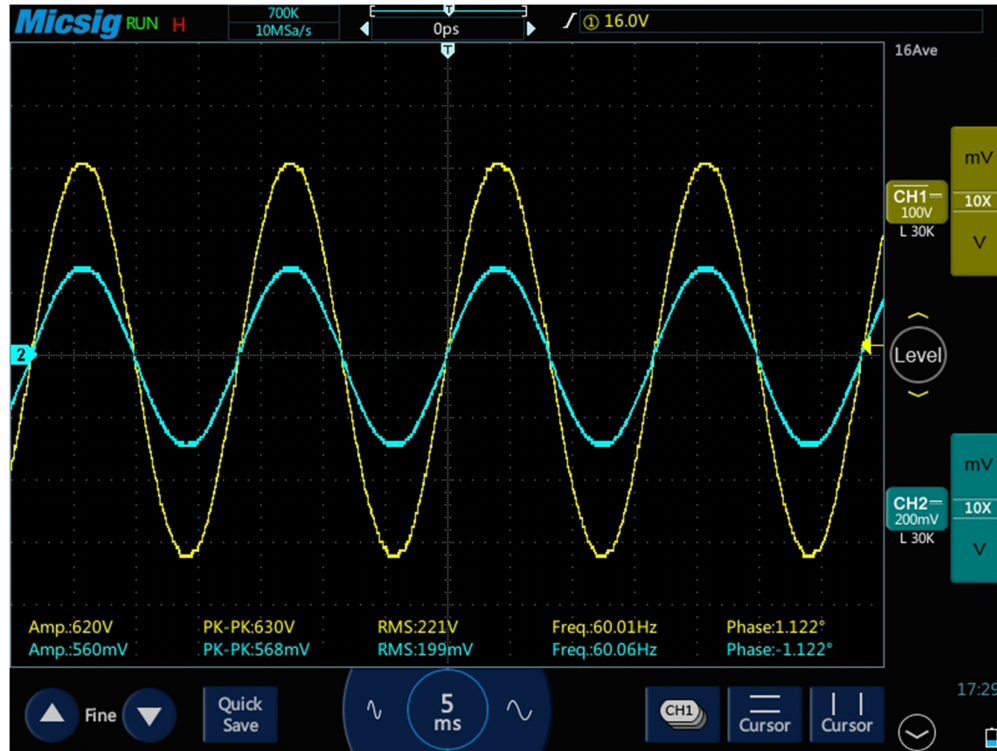 Micsig RUN H
700K
10MSa/s
T
0ps
① 16.0V
T
16Ave
mV
CH1
100V
10X
L 30K
V
2
Level
mV
CH2
200mV
10X
L 30K
V
Amp.:620V PK-PK:630V RMS:221V Freq.:60.01Hz Phase:1.122°
Amp.:560mV PK-PK:568mV RMS:199mV Freq.:60.06Hz Phase:-1.122°
Fine
Quick
Save
5
ms
CH1
Cursor
Cursor
17:29